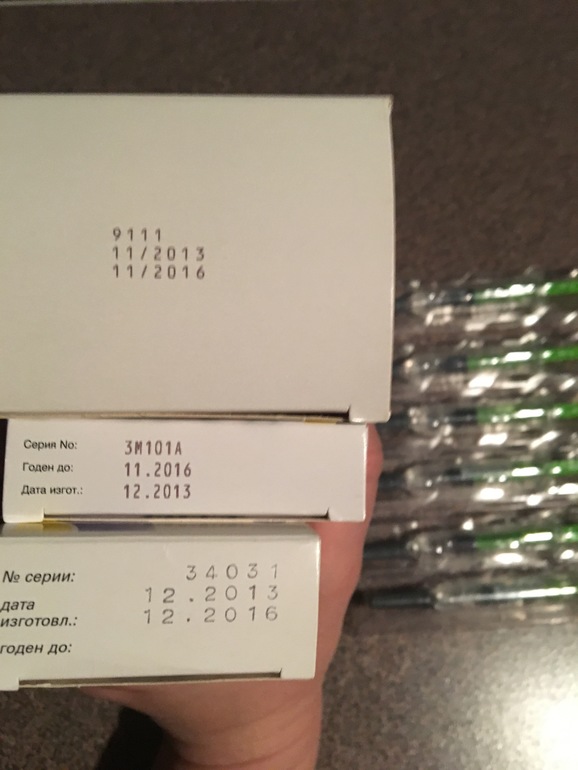 9111
11/2013
11/2016
Серия No: 3M101A
Годен до: 11.2016
Дата изгот.: 12.2013
№ серии: 34031
дата 12.2013
изготовл.: 12.2016
годен до: